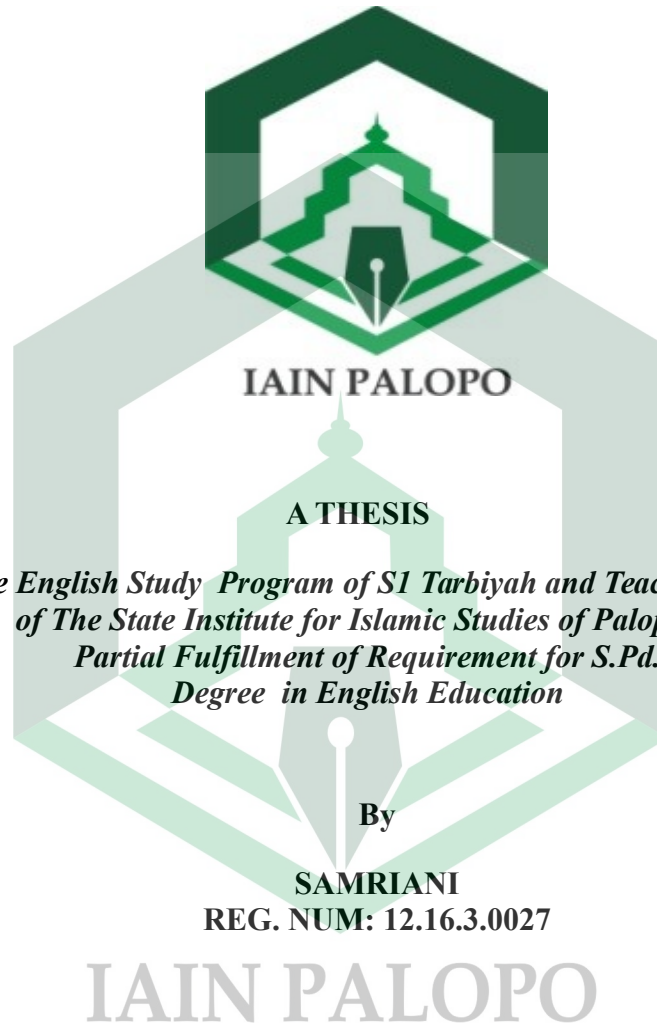 IAIN PALOPO
A THESIS
e English Study Program of S1 Tarbiyah and Teac
of The State Institute for Islamic Studies of Palop
Partial Fulfillment of Requirement for S.Pd.
Degree in English Education
By
SAMRIANI
REG. NUM: 12.16.3.0027
IAIN PALOPO